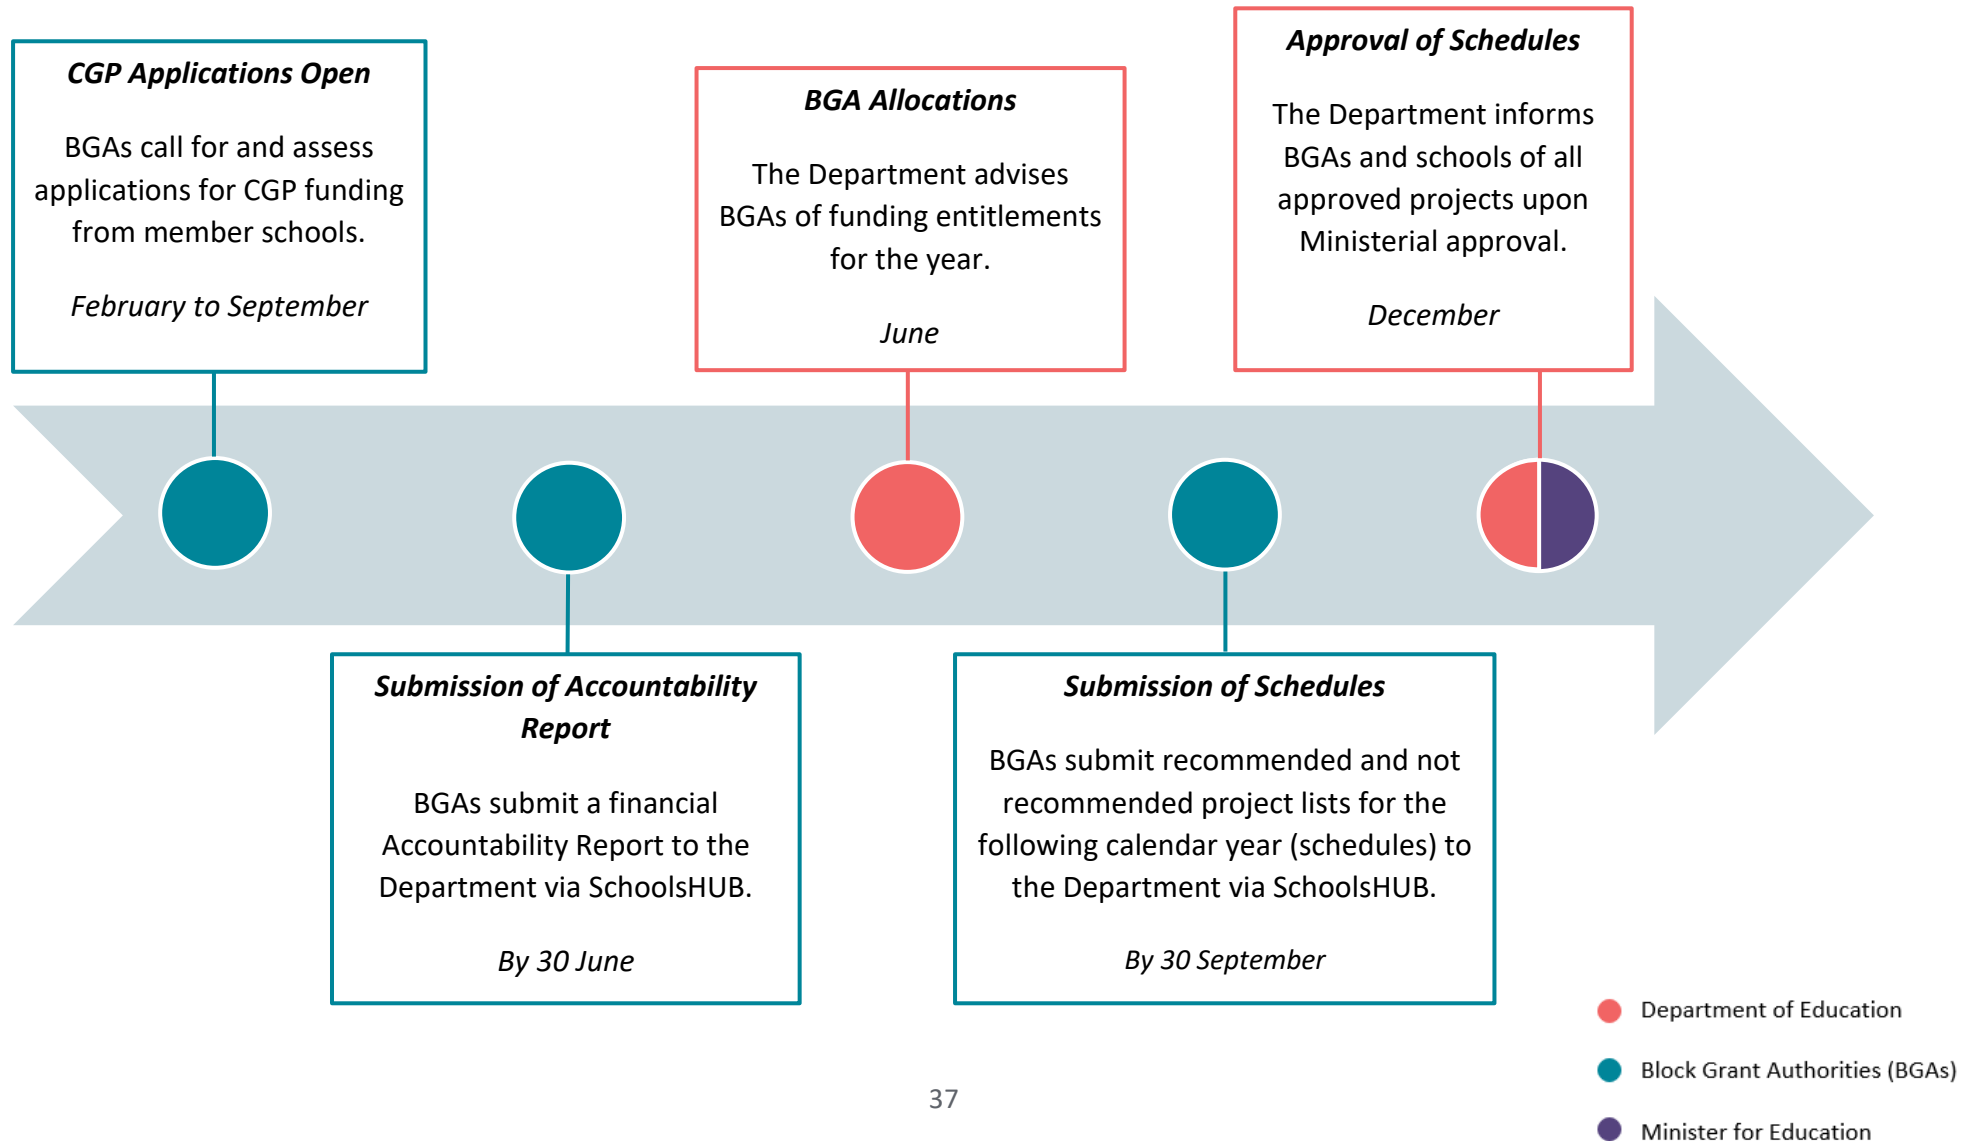 CGP Applications Open
BGAs call for and assess
applications for CGP funding
from member schools.
February to September
BGA Allocations
The Department advises
BGAs of funding entitlements
for the year.
June
Approval of Schedules
The Department informs
BGAs and schools of all
approved projects upon
Ministerial approval.
December
Submission of Accountability
Report
BGAs submit a financial
Accountability Report to the
Department via SchoolsHUB.
By 30 June
Submission of Schedules
BGAs submit recommended and not
recommended project lists for the
following calendar year (schedules) to
the Department via SchoolsHUB.
By 30 September
Department of Education
Block Grant Authorities (BGAs)
Minister for Education
37